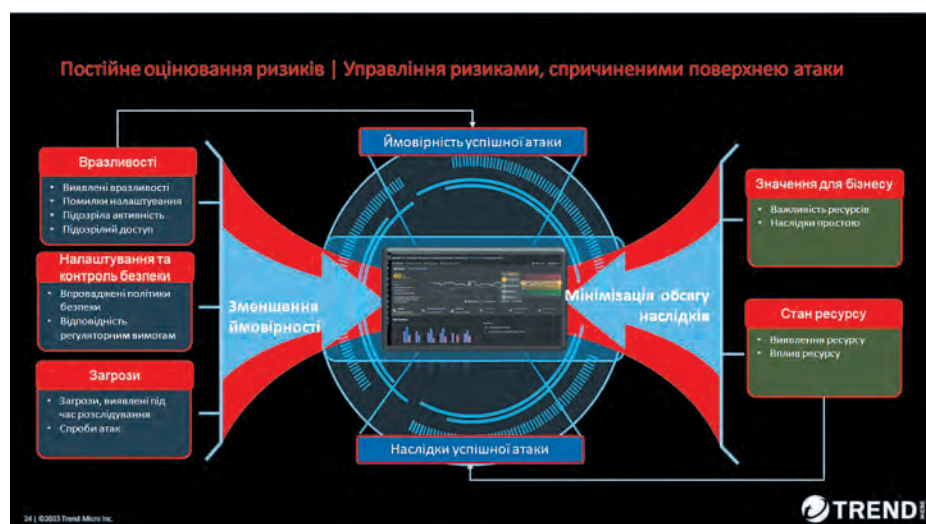 Постійне оцінювання ризиків | Управління ризиками, спричиненими поверхнею атаки
Ймовірність успішної атаки
Вразливості
• Виявлені вразливості
• Помилки налаштування
• Підозріла активність
• Підозрілий доступ
Налаштування та
контроль безпеки
• Впроваджені політики
безпеки
• Відповідність
регуляторним вимогам
Загрози
• Загрози, виявлені під
час розслідування
• Спроби атак
Зменшення
ймовірності
Мінімізація обсягу
наслідків
Значення для бізнесу
• Важливість ресурсів
• Наслідки простою
Стан ресурсу
• Виявлення ресурсу
• Вплив ресурсу
Наслідки успішної атаки
24 | ©2023 Trend Micro Inc.
TREND MICRO